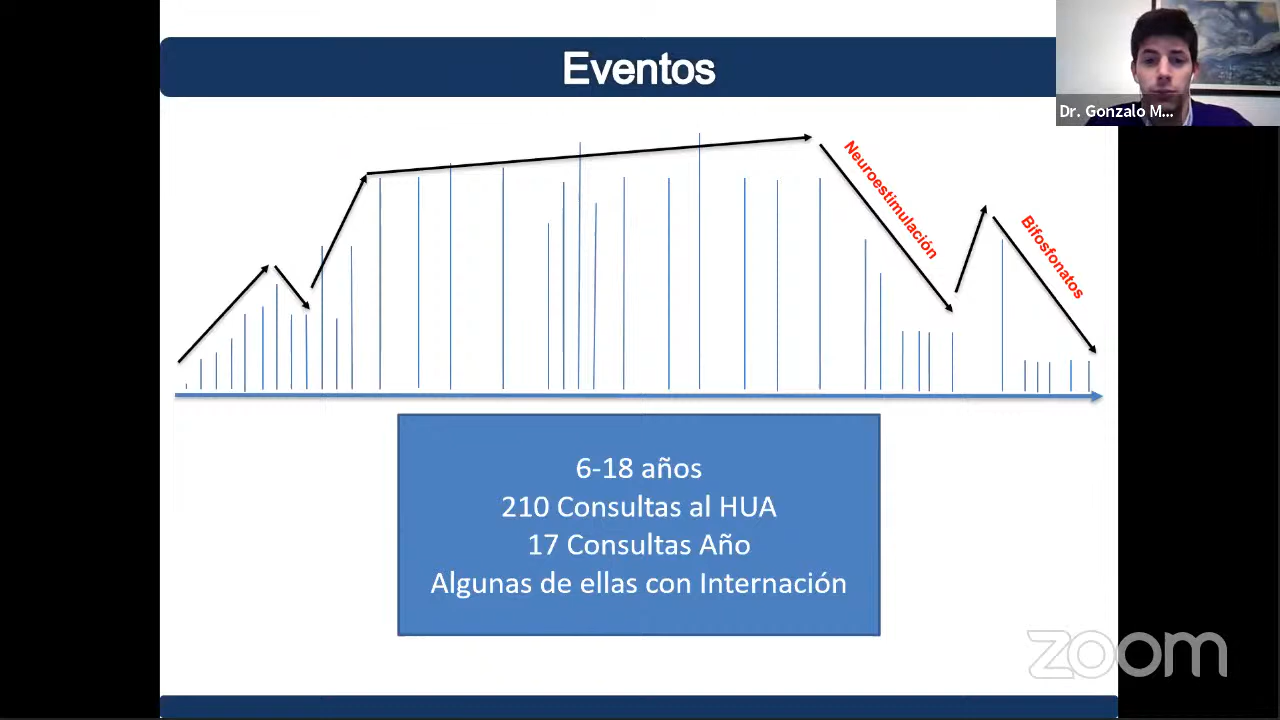 Eventos
Dr. Gonzalo M...
Neuroestimulación
Bifosfonatos
6-18 años
210 Consultas al HUA
17 Consultas Año
Algunas de ellas con Internación
zoom